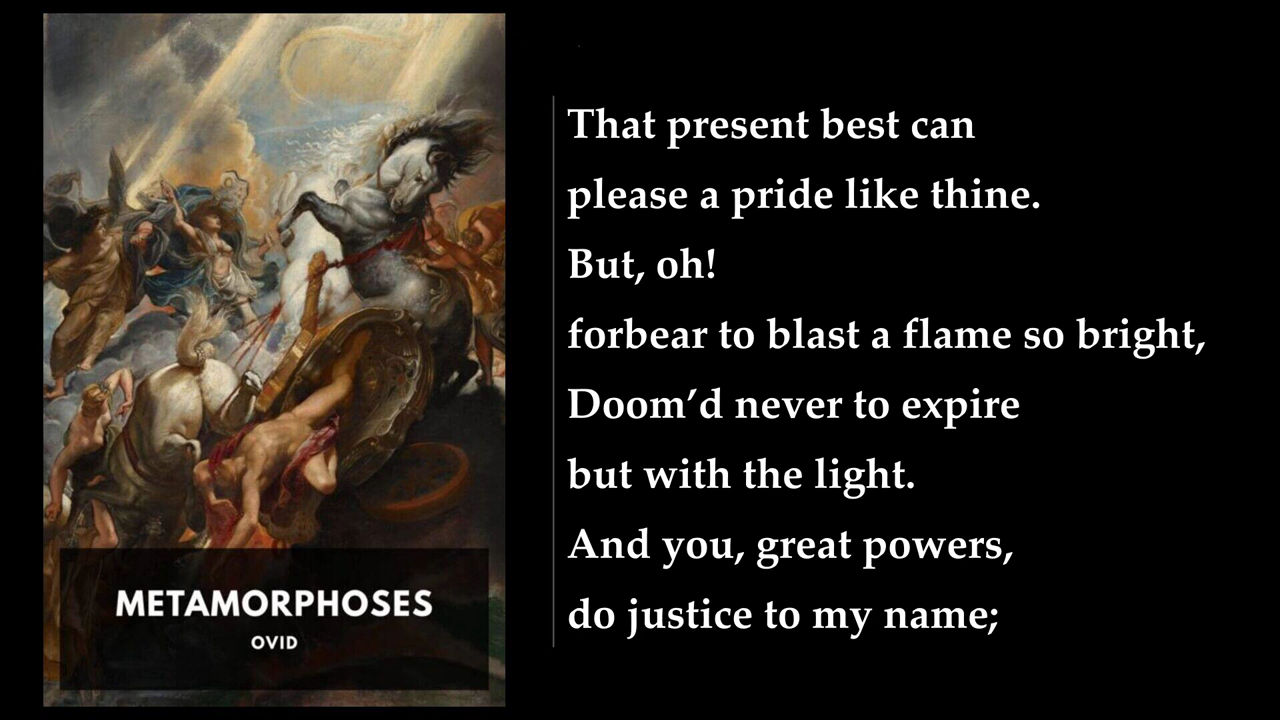 METAMORPHOSES
OVID
That present best can
please a pride like thine.
But, oh!
forbear to blast a flame so bright,
Doom’d never to expire
but with the light.
And you, great powers,
do justice to my name;